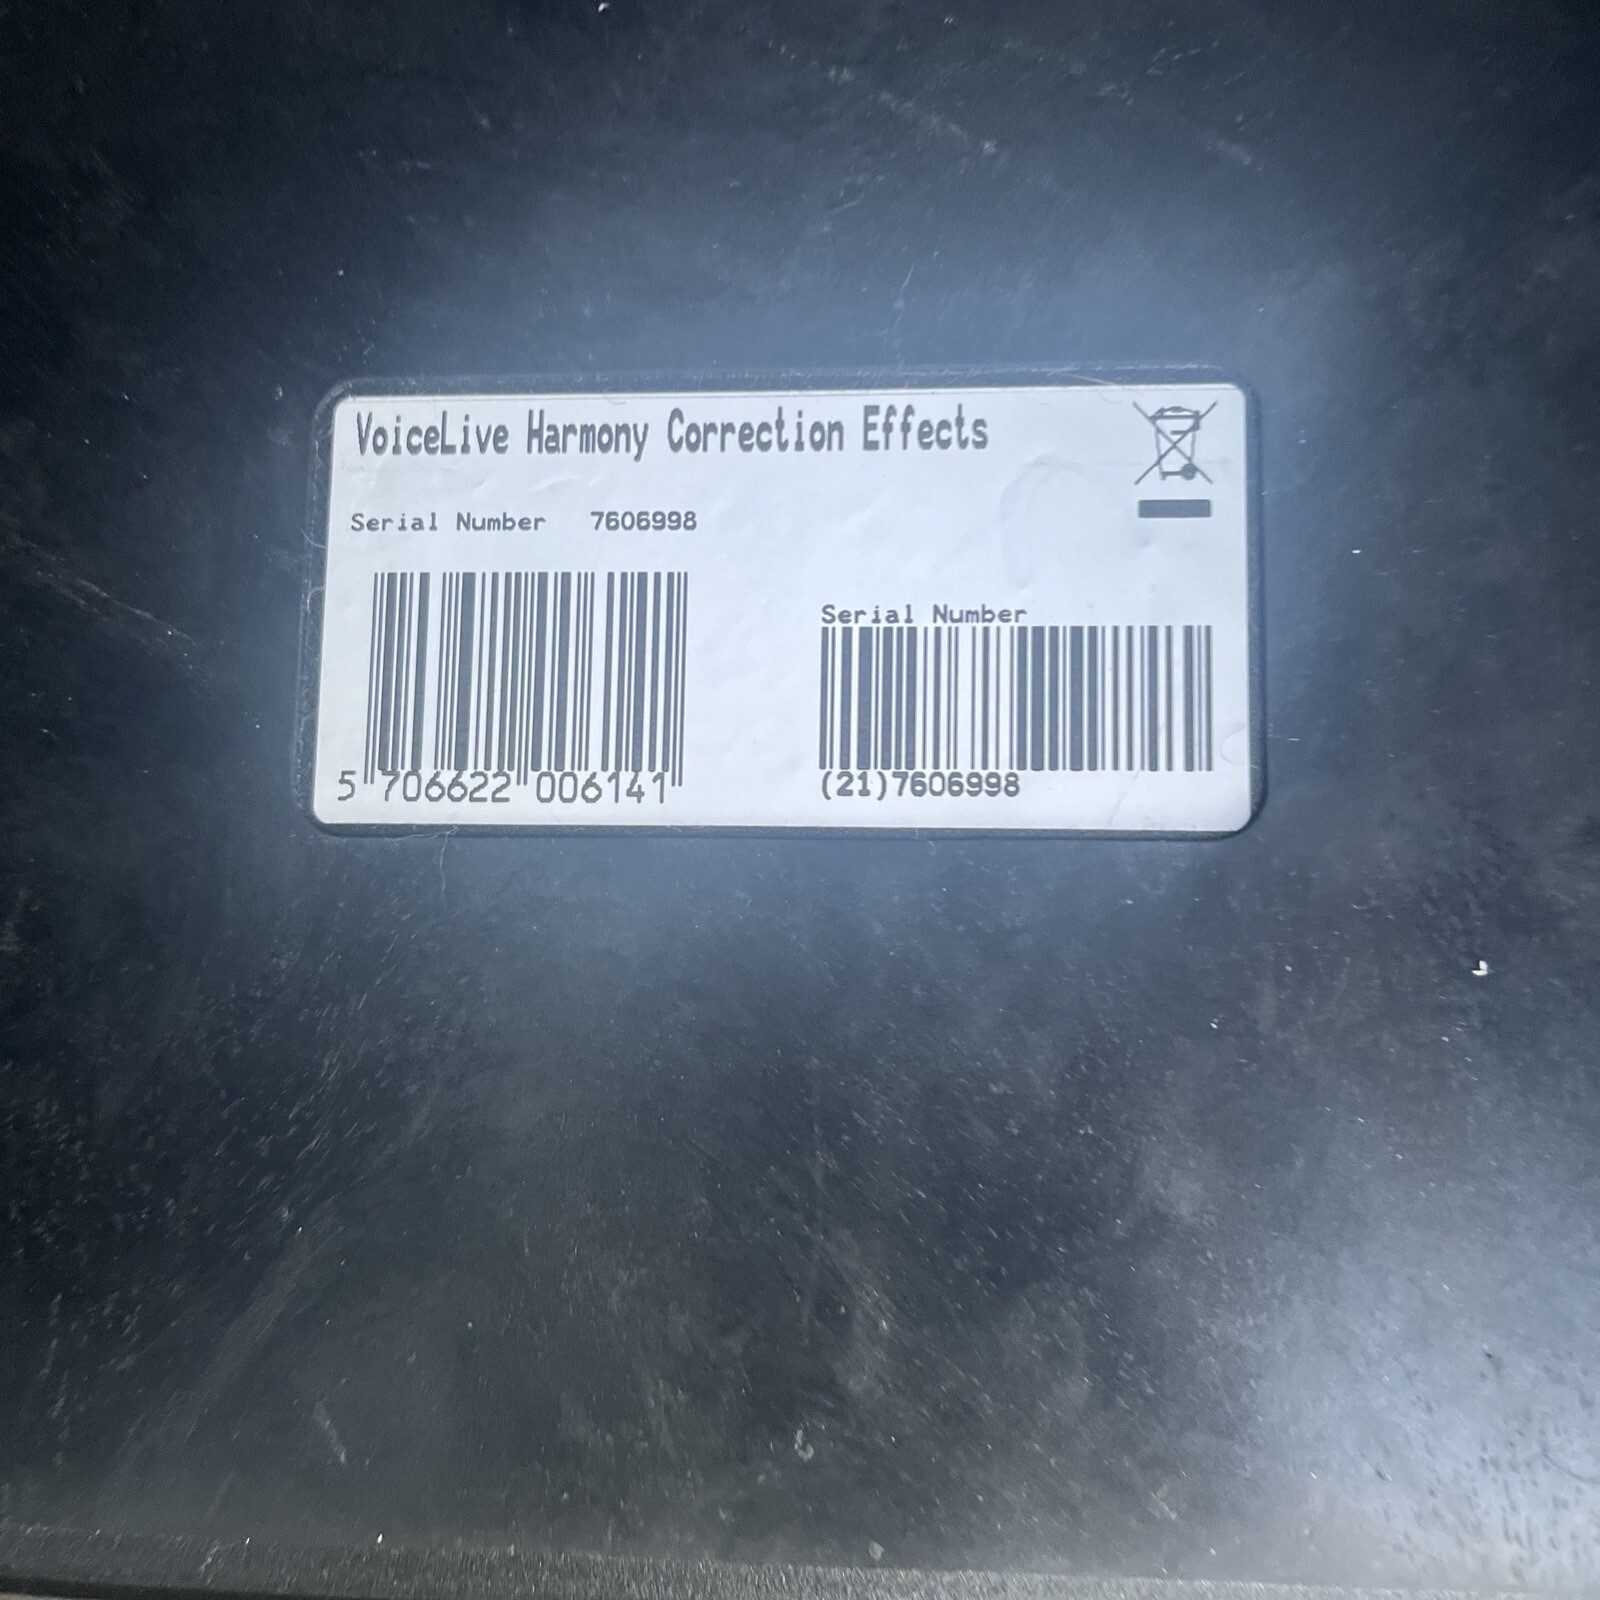 VoiceLive Harmony Correction Effects
Serial Number 7606998
5 706622 006141
Serial Number
(21)7606998